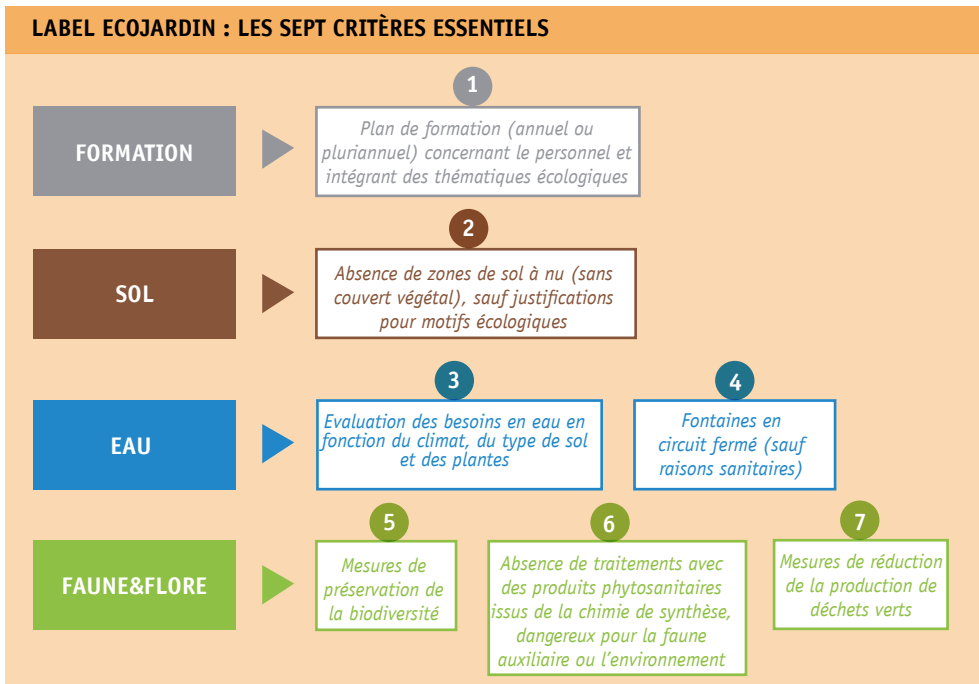 LABEL ECOJARDIN : LES SEPT CRITÈRES ESSENTIELS
FORMATION
1
Plan de formation (annuel ou
pluriannuel) concernant le personnel et
intégrant des thématiques écologiques
SOL
2
Absence de zones de sol à nu (sans
couvert végétal), sauf justifications
pour motifs écologiques
EAU
3
Evaluation des besoins en eau en
fonction du climat, du type de sol
et des plantes
4
Fontaines en
circuit fermé (sauf
raisons sanitaires)
FAUNE&FLORE
5
Mesures de
préservation de
la biodiversité
6
Absence de traitements avec
des produits phytosanitaires
issus de la chimie de synthèse,
dangereux pour la faune
auxiliaire ou l’environnement
7
Mesures de réduction
de la production de
déchets verts